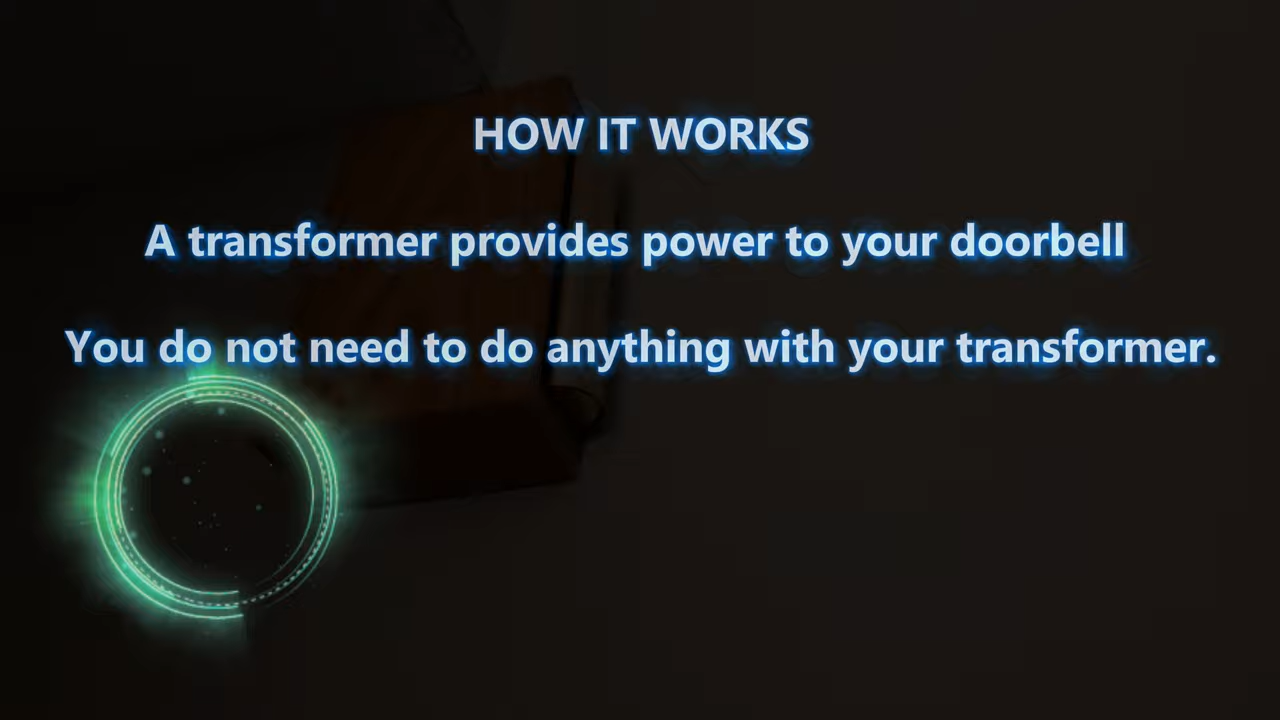 HOW IT WORKS
A transformer provides power to your doorbell
You do not need to do anything with your transformer.